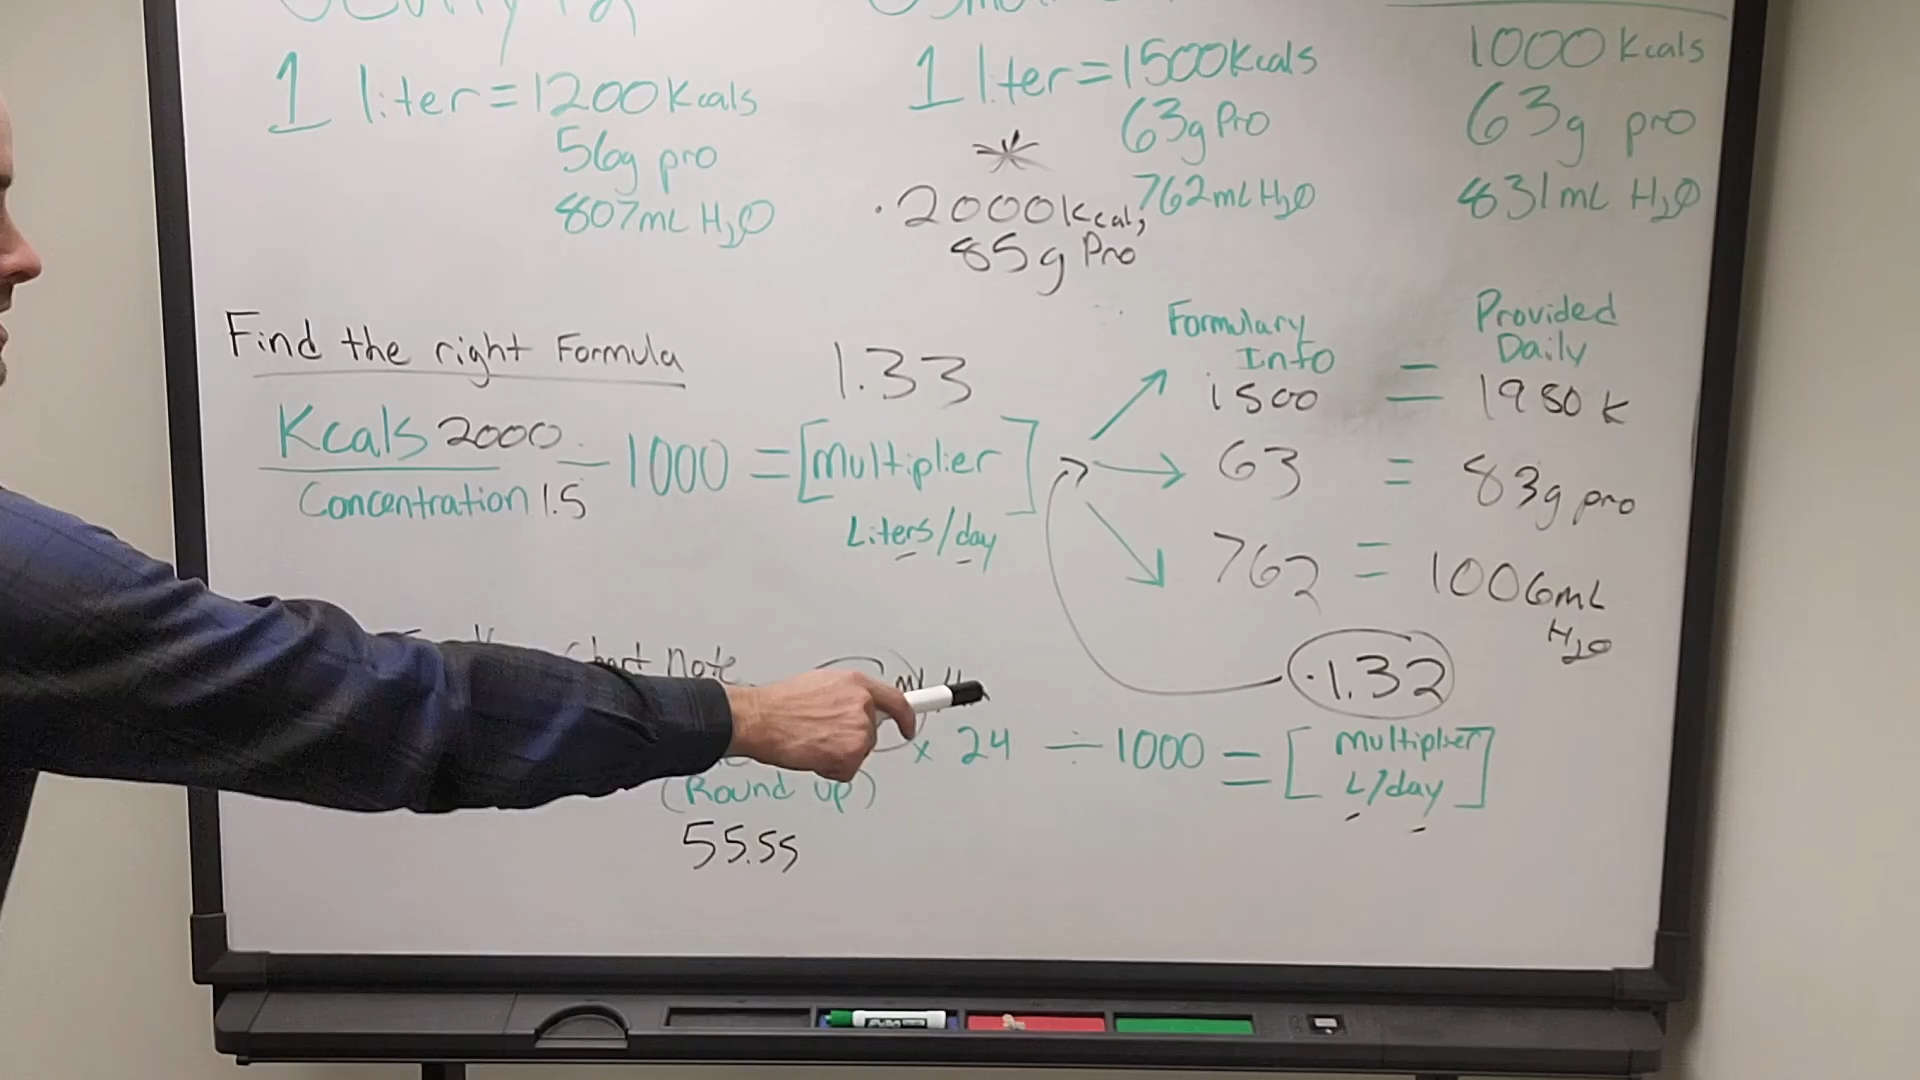 1 liter = 1200 Kcals
56g pro
807mL H2O
1 liter = 1500 Kcals
63g Pro
762mL H2O
* 
· 2000 Kcal,
85g Pro
1000 Kcals
63g pro
831mL H2O
Find the right Formula
Kcals 2000
Concentration 1.5
÷ 1000 = [multiplier]
Liters/day
1.33
Formulary
Info
1500
63
762
Provided
Daily
= 1980 K
= 83g pro
= 1006mL
H2O
Chart Note
x 24 ÷ 1000 = [multiplier
L/day]
·1.32
(Round up)
55.55